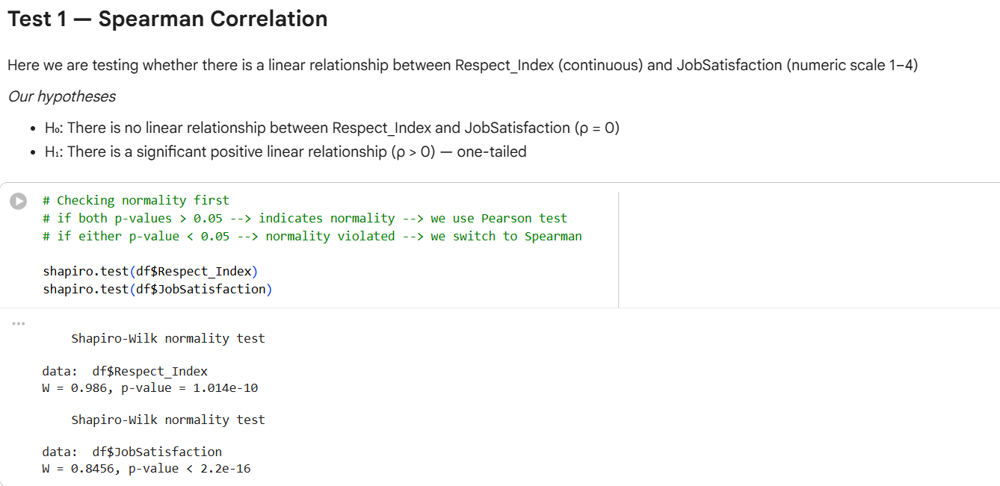 Test 1 — Spearman Correlation
Here we are testing whether there is a linear relationship between Respect_Index (continuous) and JobSatisfaction (numeric scale 1–4)
Our hypotheses
• H₀: There is no linear relationship between Respect_Index and JobSatisfaction (ρ = 0)
• H₁: There is a significant positive linear relationship (ρ > 0) — one-tailed
# Checking normality first
# if both p-values > 0.05 --> indicates normality --> we use Pearson test
# if either p-value < 0.05 --> normality violated --> we switch to Spearman
shapiro.test(df$Respect_Index)
shapiro.test(df$JobSatisfaction)
Shapiro-Wilk normality test
data:  df$Respect_Index
W = 0.986, p-value = 1.014e-10
Shapiro-Wilk normality test
data:  df$JobSatisfaction
W = 0.8456, p-value < 2.2e-16